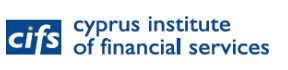 cifs cyprus institute
of financial services